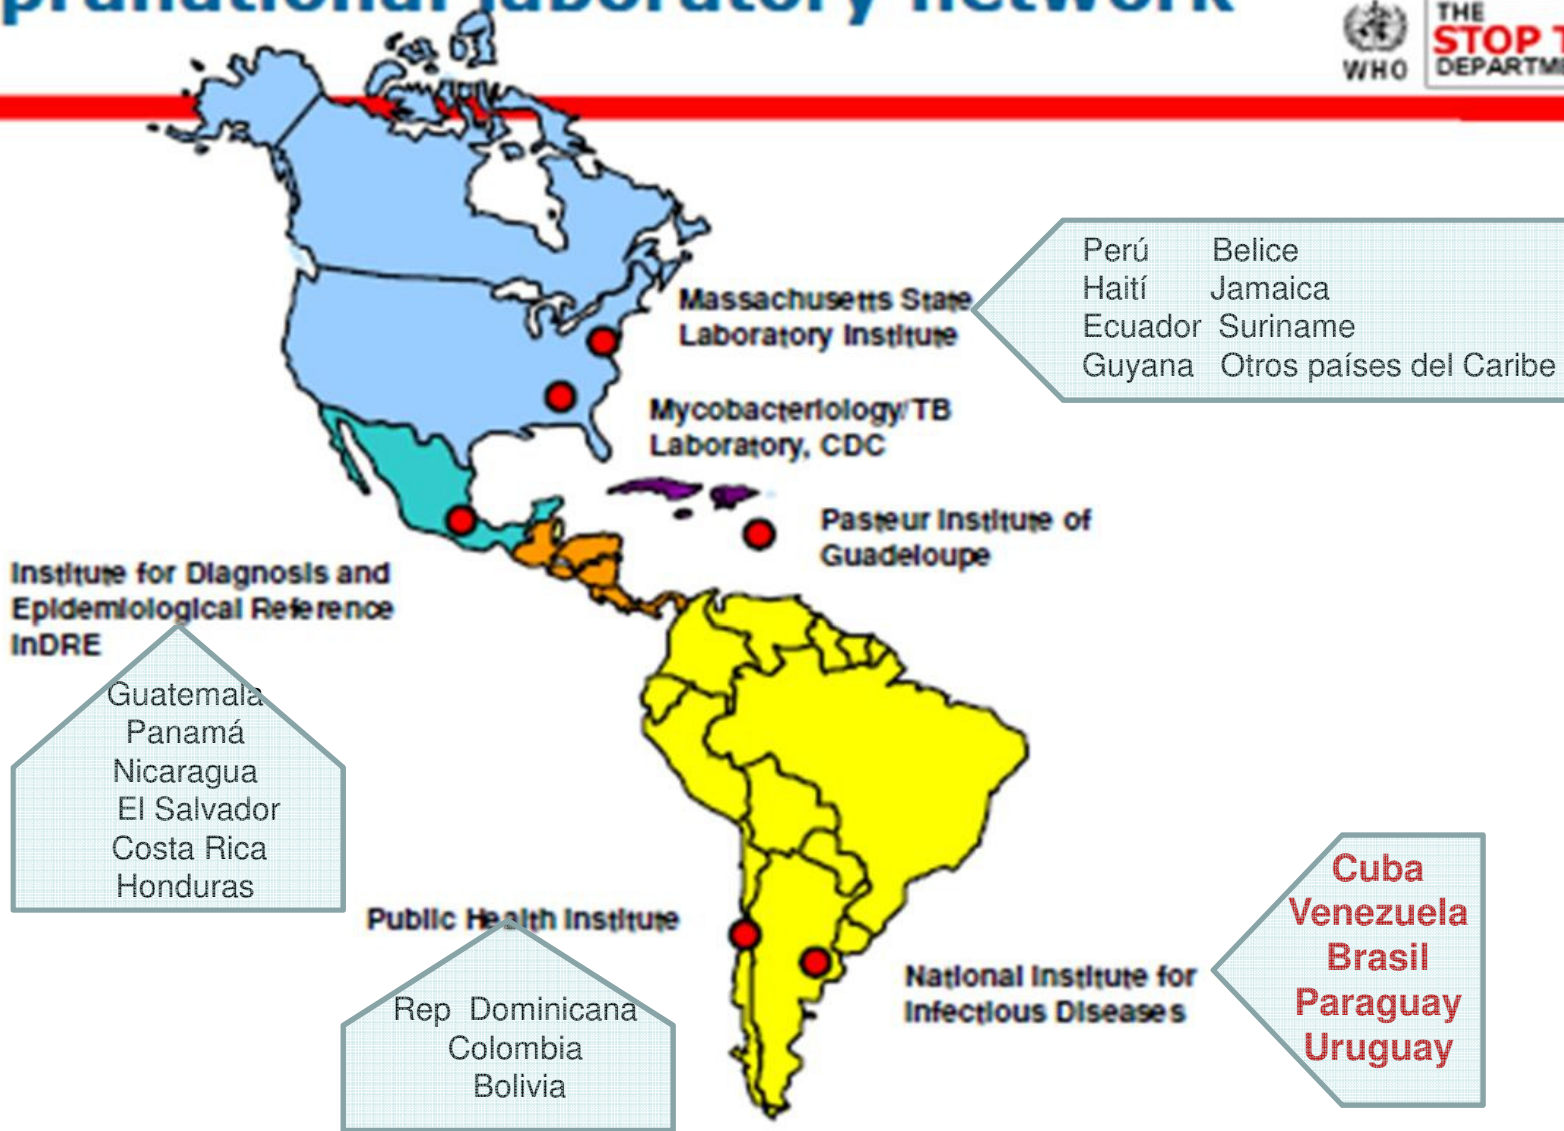 pranational laboratory network
WHO
THE
STOP T
DEPARTME
Massachusetts State
Laboratory Institute
Perú Belice
Haití Jamaica
Ecuador Suriname
Guyana Otros países del Caribe
Mycobacteriology/TB
Laboratory, CDC
Pasteur Institute of
Guadeloupe
Institute for Diagnosis and
Epidemiological Reference
InDRE
Guatemala
Panamá
Nicaragua
El Salvador
Costa Rica
Honduras
Public Health Institute
Rep Dominicana
Colombia
Bolivia
National Institute for
Infectious Diseases
Cuba
Venezuela
Brasil
Paraguay
Uruguay